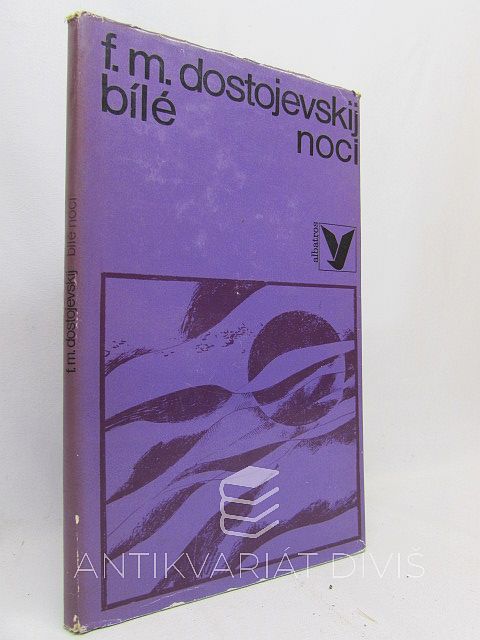 f. m. dostojevskij
bílé noci
albatros
f. m. dostojevskij bílé noci
ANTIKVARIÁT DIVIŠ